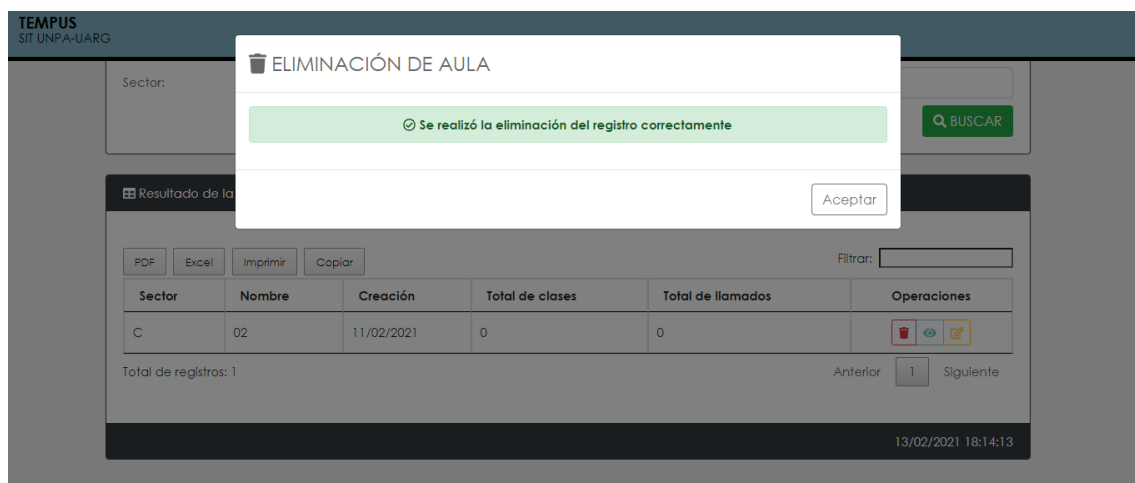 TEMPUS
SIT UNPA-UARG
ELIMINACIÓN DE AULA
Sector:
Se realizó la eliminación del registro correctamente
BUSCAR
Aceptar
Resultado de la
PDF Excel Imprimir Copiar Filtrar:
Sector Nombre Creación Total de clases Total de llamados Operaciones
C 02 11/02/2021 0 0
Total de registros: 1 Anterior 1 Siguiente
13/02/2021 18:14:13